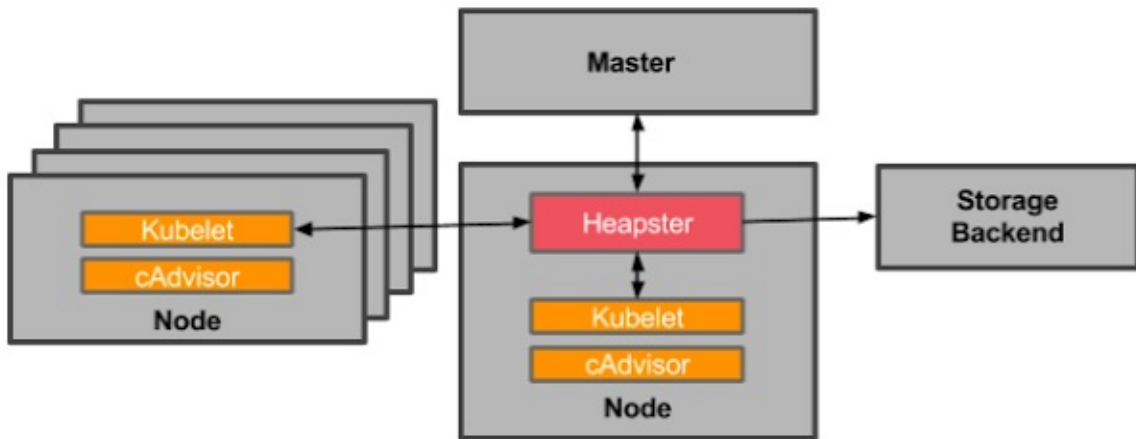 Master
Kubelet
cAdvisor
Node
Heapster
Kubelet
cAdvisor
Node
Storage
Backend